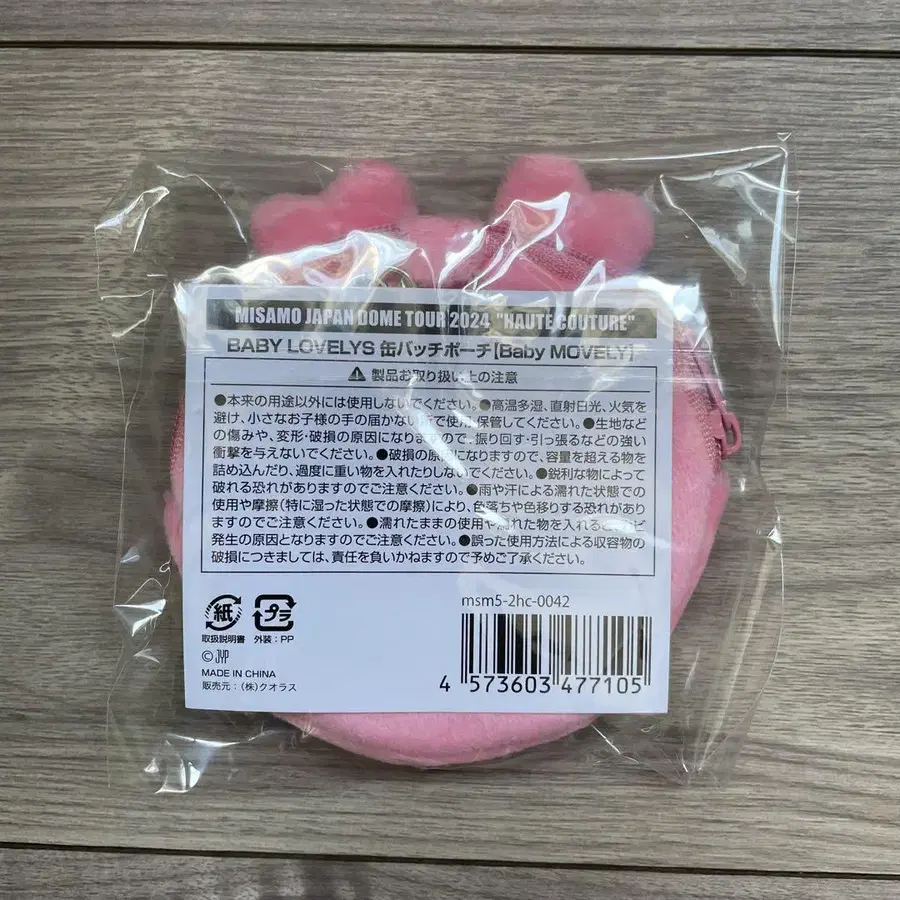 MISAMO JAPAN DOME TOUR 2024 "HAUTE COUTURE"
BABY LOVELYS 缶バッチポーチ[Baby MOVELY]
⚠ 製品お取り扱い上の注意
●本来の用途以外には使用しないでください。●高温多湿、直射日光、火気を
避け、小さなお子様の手の届かない所で使用・保管してください。●生地など
の傷みや、変形・破損の原因になりますので、振り回す・引っ張るなどの強い
衝撃を与えないでください。●破損の原因になりますので、容量を超える物を
詰め込んだり、過度に重い物を入れたりしないでください。●鋭利な物によって
破れる恐れがありますのでご注意ください。●雨や汗による濡れた状態での
使用や摩擦(特に湿った状態での摩擦)により、色落ちや色移りする恐れがあり
ますのでご注意ください。●濡れたままの使用や濡れた物を入れると
発生の原因となりますのでご注意ください。●誤った使用方法による収容物の
破損につきましては、責任を負いかねますので予めご了承ください。
紙 プラ
取扱説明書 外装:PP
© JYP
MADE IN CHINA
販売元:(株)クオラス
msm5-2hc-0042
4 573603 477105